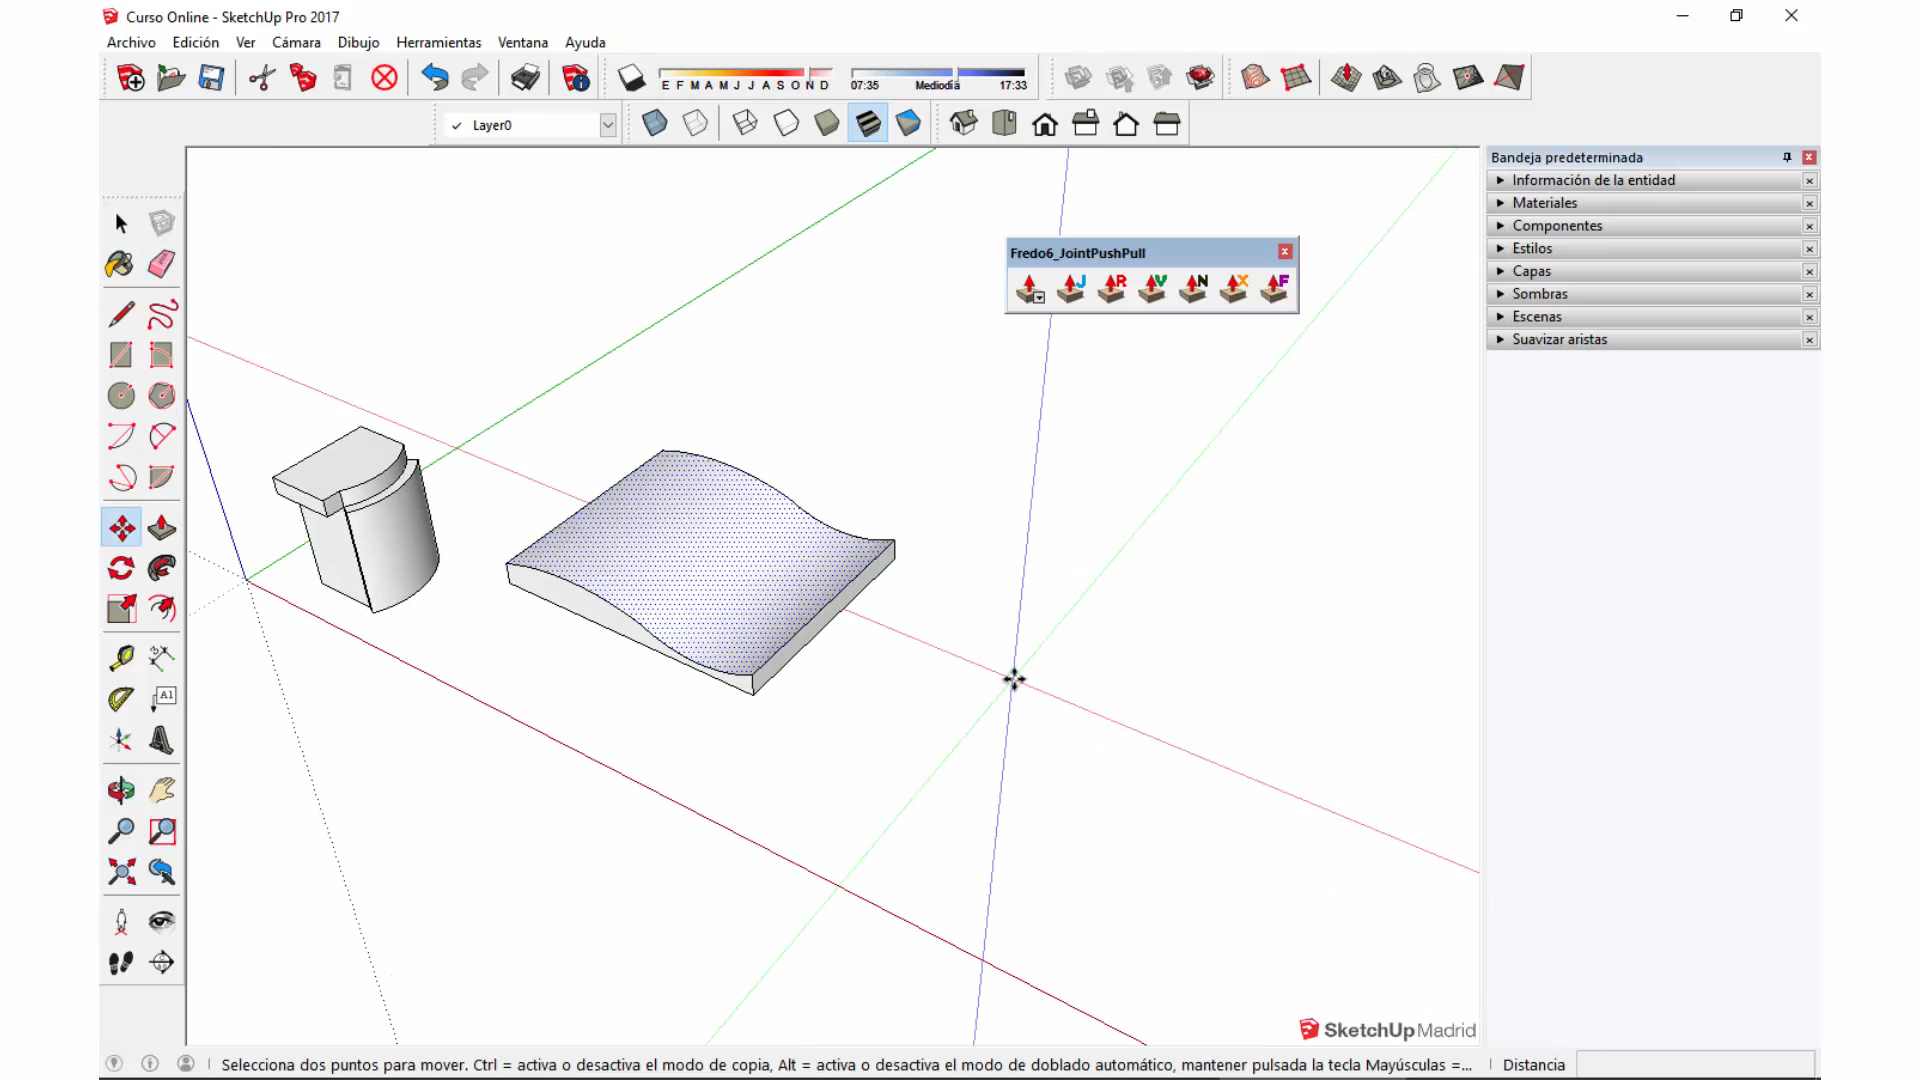 Curso Online - SketchUp Pro 2017
Archivo Edición Ver Cámara Dibujo Herramientas Ventana Ayuda
E F M A M J J A S O N D
07:35 Mediodía 17:33
Layer0
Bandeja predeterminada
Información de la entidad
Materiales
Componentes
Estilos
Capas
Sombras
Escenas
Suavizar aristas
Fredo6_JointPushPull
J R V N X F
A1
SketchUp Madrid
Selecciona dos puntos para mover. Ctrl = activa o desactiva el modo de copia, Alt = activa o desactiva el modo de doblado automático, mantener pulsada la tecla Mayúsculas =... Distancia